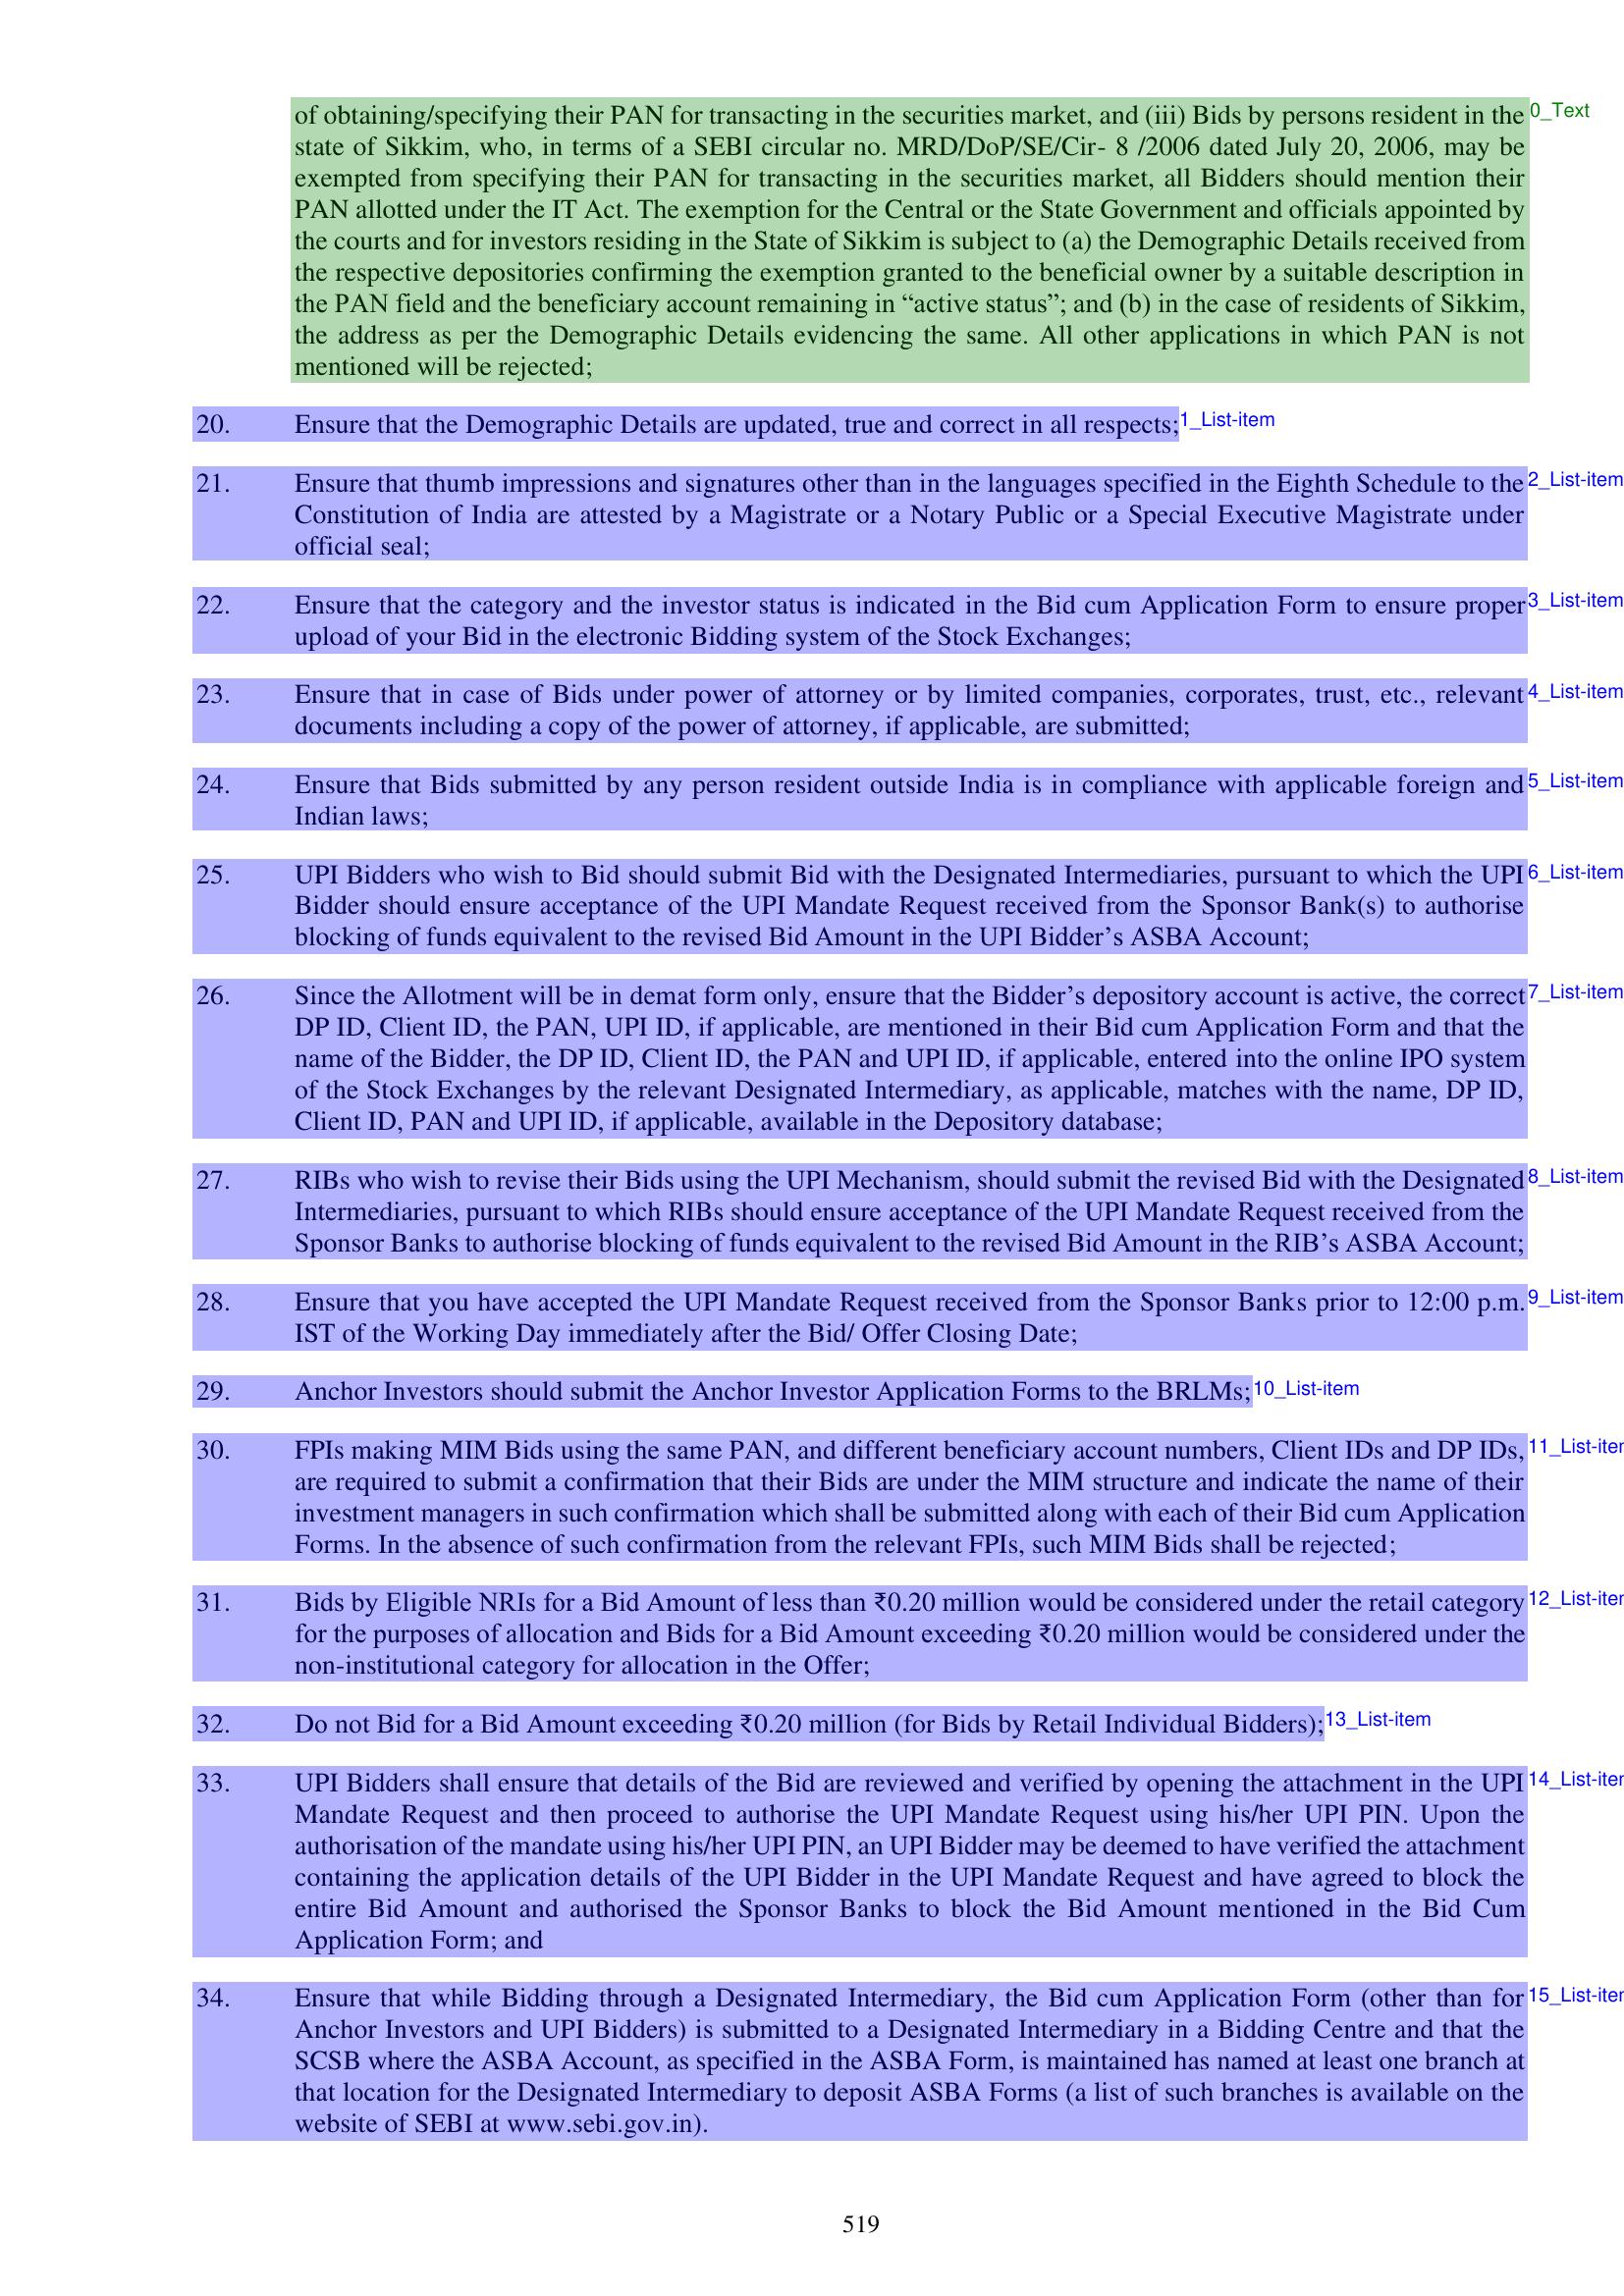 of obtaining/specifying their PAN for transacting in the securities market, and (iii) Bids by persons resident in the
0_Text
state of Sikkim, who, in terms of a SEBI circular no. MRD/DoP/SE/Cir- 8 /2006 dated July 20, 2006, may be
exempted from specifying their PAN for transacting in the securities market, all Bidders should mention their
PAN allotted under the IT Act. The exemption for the Central or the State Government and officials appointed by
the courts and for investors residing in the State of Sikkim is subject to (a) the Demographic Details received from
the respective depositories confirming the exemption granted to the beneficial owner by a suitable description in
the PAN field and the beneficiary account remaining in “active status”; and (b) in the case of residents of Sikkim,
the address as per the Demographic Details evidencing the same. All other applications in which PAN is not
mentioned will be rejected;
20. Ensure that the Demographic Details are updated, true and correct in all respects;
1_List-item
21. Ensure that thumb impressions and signatures other than in the languages specified in the Eighth Schedule to the
2_List-item
Constitution of India are attested by a Magistrate or a Notary Public or a Special Executive Magistrate under
official seal;
22. Ensure that the category and the investor status is indicated in the Bid cum Application Form to ensure proper
3_List-item
upload of your Bid in the electronic Bidding system of the Stock Exchanges;
23. Ensure that in case of Bids under power of attorney or by limited companies, corporates, trust, etc., relevant
4_List-item
documents including a copy of the power of attorney, if applicable, are submitted;
24. Ensure that Bids submitted by any person resident outside India is in compliance with applicable foreign and
5_List-item
Indian laws;
25. UPI Bidders who wish to Bid should submit Bid with the Designated Intermediaries, pursuant to which the UPI
6_List-item
Bidder should ensure acceptance of the UPI Mandate Request received from the Sponsor Bank(s) to authorise
blocking of funds equivalent to the revised Bid Amount in the UPI Bidder’s ASBA Account;
26. Since the Allotment will be in demat form only, ensure that the Bidder’s depository account is active, the correct
7_List-item
DP ID, Client ID, the PAN, UPI ID, if applicable, are mentioned in their Bid cum Application Form and that the
name of the Bidder, the DP ID, Client ID, the PAN and UPI ID, if applicable, entered into the online IPO system
of the Stock Exchanges by the relevant Designated Intermediary, as applicable, matches with the name, DP ID,
Client ID, PAN and UPI ID, if applicable, available in the Depository database;
27. RIBs who wish to revise their Bids using the UPI Mechanism, should submit the revised Bid with the Designated
8_List-item
Intermediaries, pursuant to which RIBs should ensure acceptance of the UPI Mandate Request received from the
Sponsor Banks to authorise blocking of funds equivalent to the revised Bid Amount in the RIB’s ASBA Account;
28. Ensure that you have accepted the UPI Mandate Request received from the Sponsor Banks prior to 12:00 p.m.
9_List-item
IST of the Working Day immediately after the Bid/ Offer Closing Date;
29. Anchor Investors should submit the Anchor Investor Application Forms to the BRLMs;
10_List-item
30. FPIs making MIM Bids using the same PAN, and different beneficiary account numbers, Client IDs and DP IDs,
11_List-iter
are required to submit a confirmation that their Bids are under the MIM structure and indicate the name of their
investment managers in such confirmation which shall be submitted along with each of their Bid cum Application
Forms. In the absence of such confirmation from the relevant FPIs, such MIM Bids shall be rejected;
31. Bids by Eligible NRIs for a Bid Amount of less than ₹0.20 million would be considered under the retail category
12_List-iter
for the purposes of allocation and Bids for a Bid Amount exceeding ₹0.20 million would be considered under the
non-institutional category for allocation in the Offer;
32. Do not Bid for a Bid Amount exceeding ₹0.20 million (for Bids by Retail Individual Bidders);
13_List-item
33. UPI Bidders shall ensure that details of the Bid are reviewed and verified by opening the attachment in the UPI
14_List-iter
Mandate Request and then proceed to authorise the UPI Mandate Request using his/her UPI PIN. Upon the
authorisation of the mandate using his/her UPI PIN, an UPI Bidder may be deemed to have verified the attachment
containing the application details of the UPI Bidder in the UPI Mandate Request and have agreed to block the
entire Bid Amount and authorised the Sponsor Banks to block the Bid Amount mentioned in the Bid Cum
Application Form; and
34. Ensure that while Bidding through a Designated Intermediary, the Bid cum Application Form (other than for
15_List-iter
Anchor Investors and UPI Bidders) is submitted to a Designated Intermediary in a Bidding Centre and that the
SCSB where the ASBA Account, as specified in the ASBA Form, is maintained has named at least one branch at
that location for the Designated Intermediary to deposit ASBA Forms (a list of such branches is available on the
website of SEBI at www.sebi.gov.in).
519